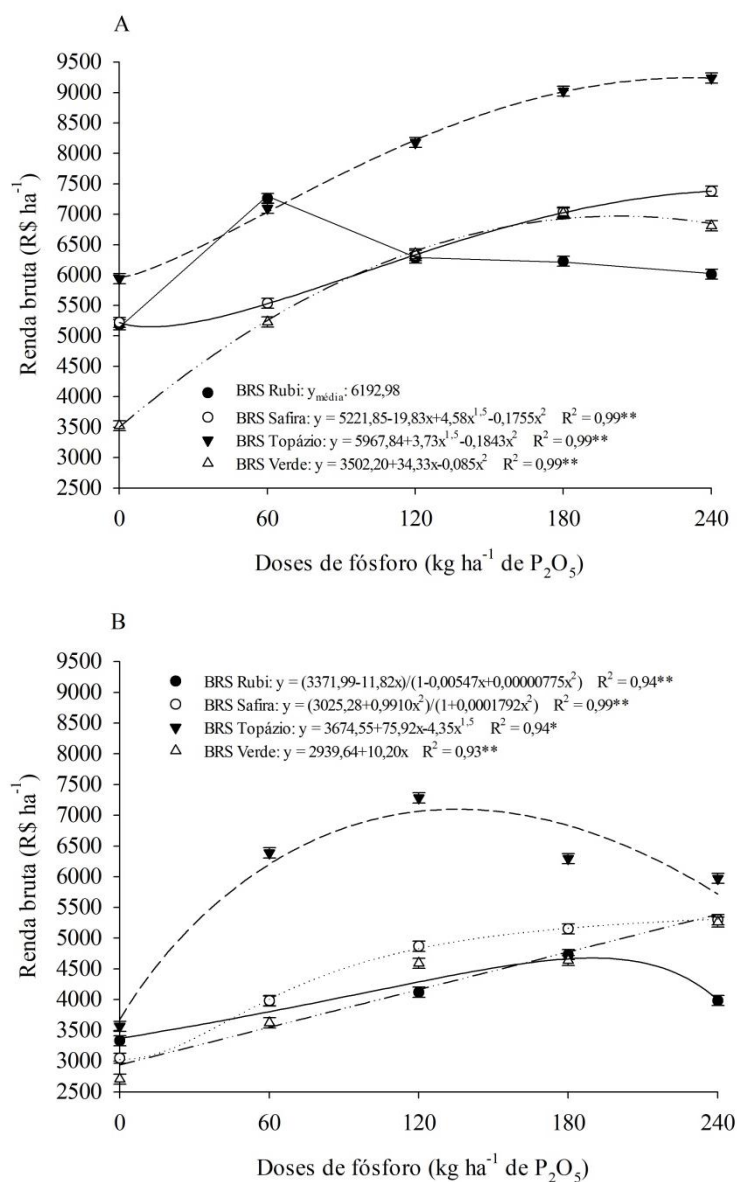 A
9500
9000
8500
8000
7500
7000
6500
6000
5500
5000
4500
4000
3500
3000
2500
Renda bruta (R$ ha⁻¹)
BRS Rubi: y média: 6192,98
BRS Safira: y = 5221,85-19,83x+4,58x^1,5-0,1755x² R² = 0,99**
BRS Topázio: y = 5967,84+3,73x^1,5-0,1843x² R² = 0,99**
BRS Verde: y = 3502,20+34,33x-0,085x² R² = 0,99**
0 60 120 180 240
Doses de fósforo (kg ha⁻¹ de P₂O₅)
B
9500
9000
8500
8000
7500
7000
6500
6000
5500
5000
4500
4000
3500
3000
2500
Renda bruta (R$ ha⁻¹)
BRS Rubi: y = (3371,99-11,82x)/(1-0,00547x+0,00000775x²) R² = 0,94**
BRS Safira: y = (3025,28+0,9910x²)/(1+0,0001792x²) R² = 0,99**
BRS Topázio: y = 3674,55+75,92x-4,35x^1,5 R² = 0,94*
BRS Verde: y = 2939,64+10,20x R² = 0,93**
0 60 120 180 240
Doses de fósforo (kg ha⁻¹ de P₂O₅)